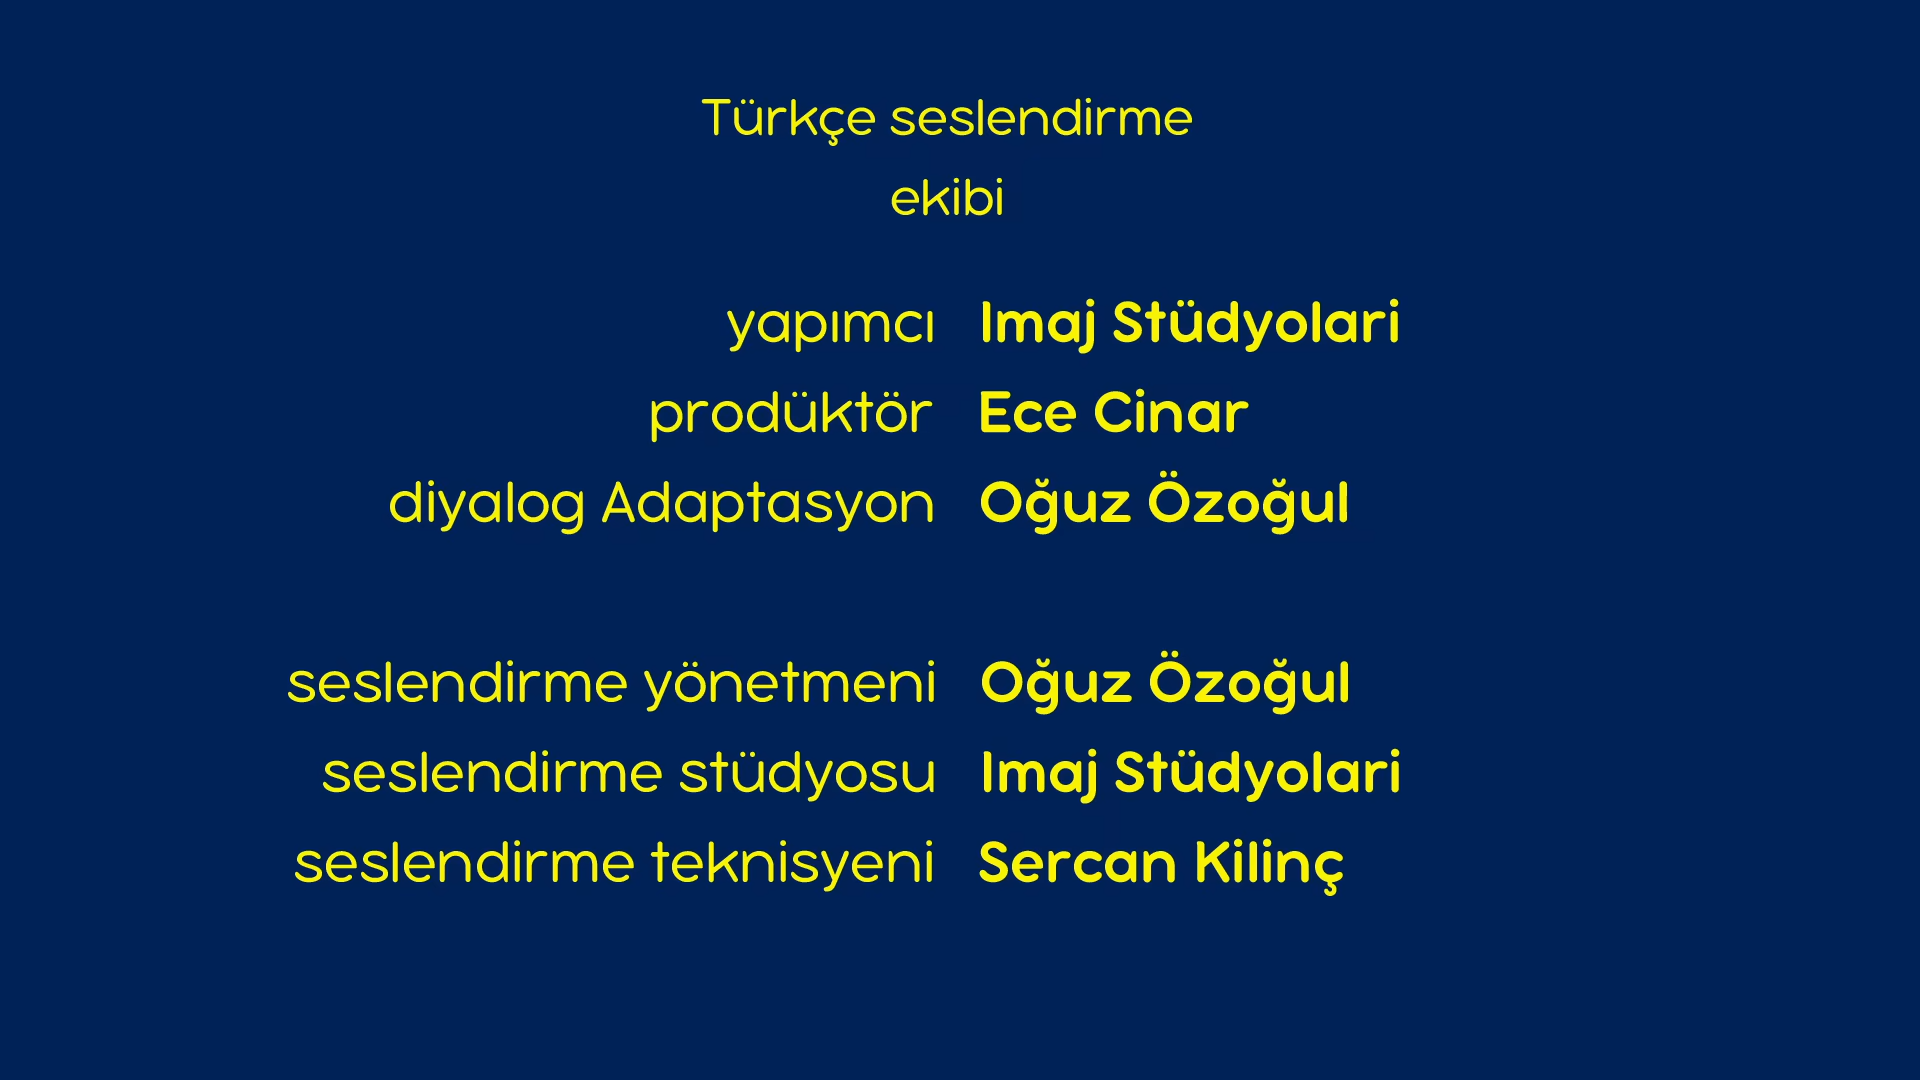 Türkçe seslendirme
ekibi
yapımcı Imaj Stüdyolari
prodüktör Ece Cinar
diyalog Adaptasyon Oğuz Özoğul
seslendirme yönetmeni Oğuz Özoğul
seslendirme stüdyosu Imaj Stüdyolari
seslendirme teknisyeni Sercan Kilinç